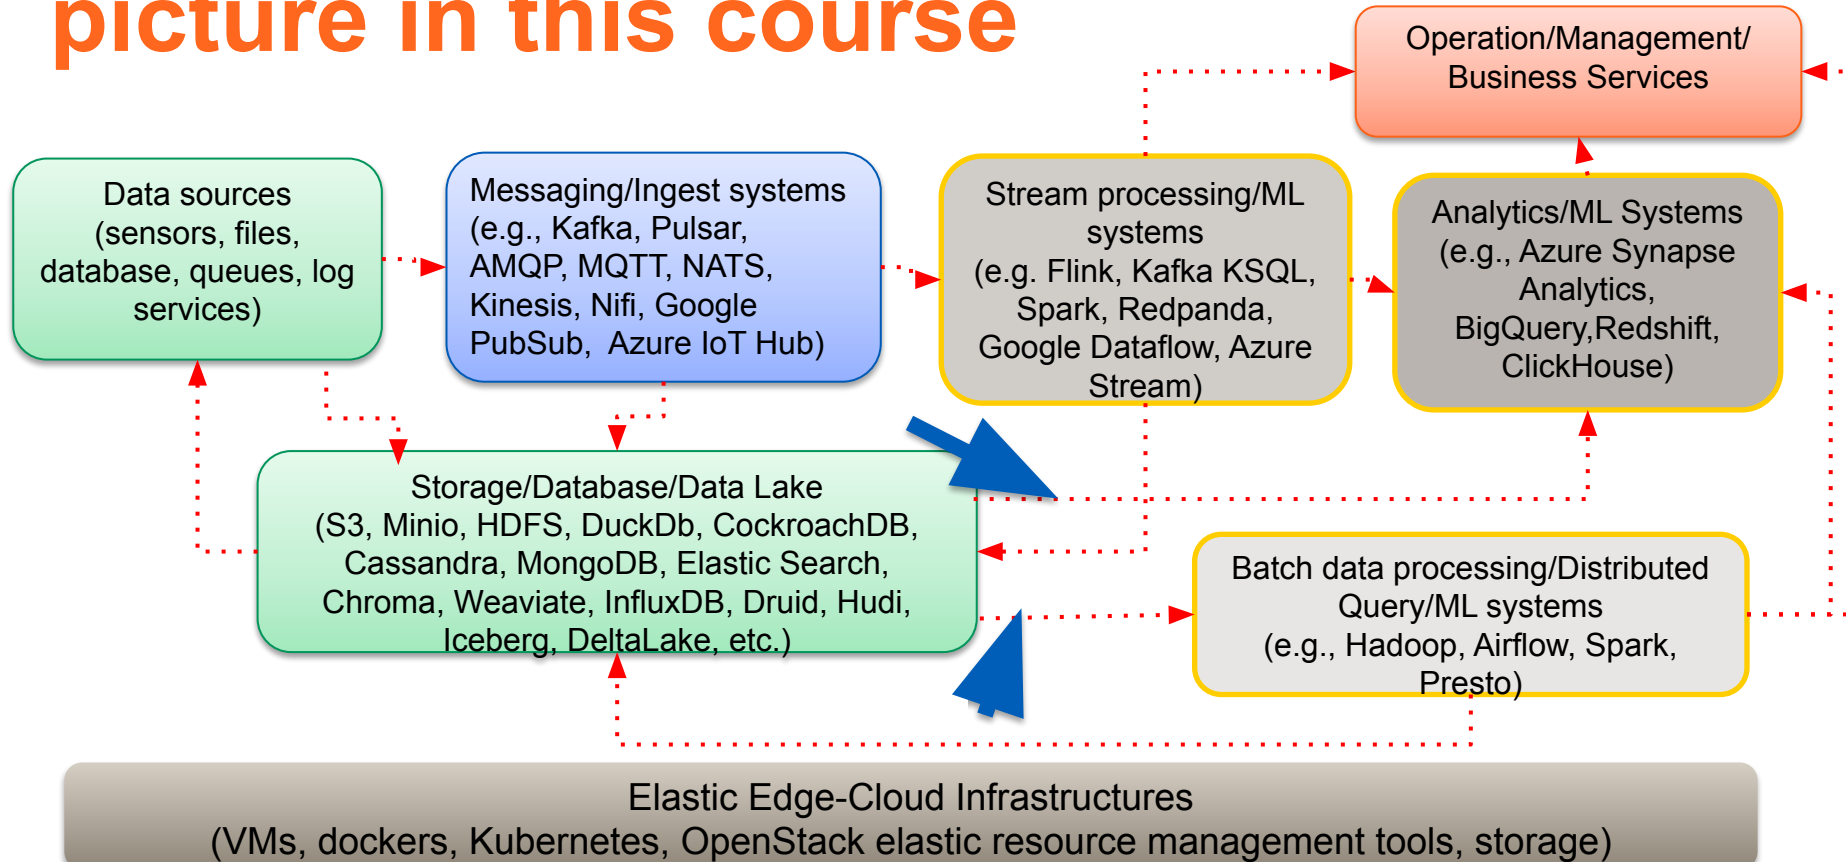 picture in this course
Operation/Management/
Business Services
Data sources
(sensors, files,
database, queues, log
services)
Messaging/Ingest systems
(e.g., Kafka, Pulsar,
AMQP, MQTT, NATS,
Kinesis, Nifi, Google
PubSub,  Azure IoT Hub)
Stream processing/ML
systems
(e.g. Flink, Kafka KSQL,
Spark, Redpanda,
Google Dataflow, Azure
Stream)
Analytics/ML Systems
(e.g., Azure Synapse
Analytics,
BigQuery,Redshift,
ClickHouse)
Storage/Database/Data Lake
(S3, Minio, HDFS, DuckDb, CockroachDB,
Cassandra, MongoDB, Elastic Search,
Chroma, Weaviate, InfluxDB, Druid, Hudi,
Iceberg, DeltaLake, etc.)
Batch data processing/Distributed
Query/ML systems
(e.g., Hadoop, Airflow, Spark,
Presto)
Elastic Edge-Cloud Infrastructures
(VMs, dockers, Kubernetes, OpenStack elastic resource management tools, storage)